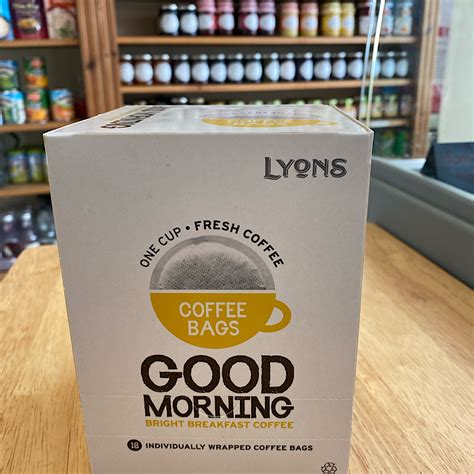 LYONS
ONE CUP • FRESH COFFEE
COFFEE
BAGS
GOOD
MORNING
BRIGHT BREAKFAST COFFEE
18 INDIVIDUALLY WRAPPED COFFEE BAGS